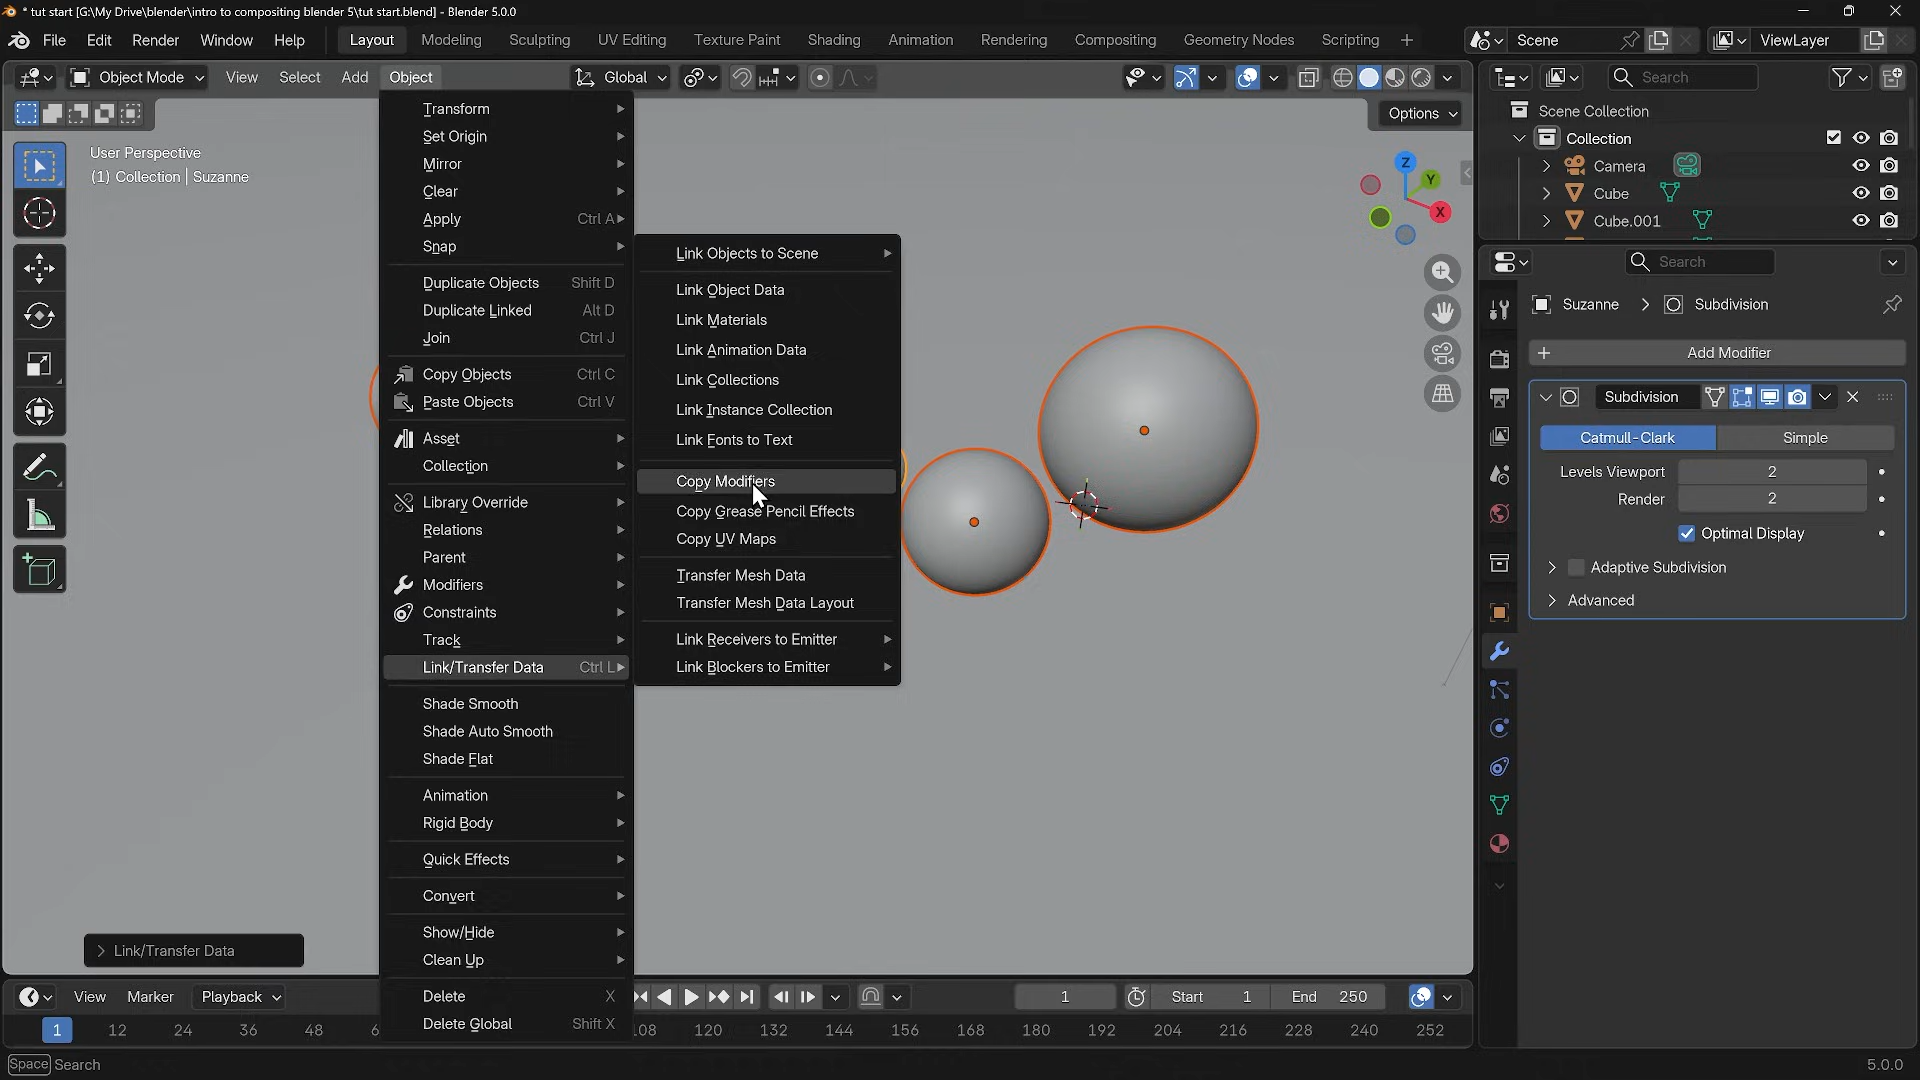 * tut start [G:\My Drive\blender\intro to compositing blender 5\tut start.blend] - Blender 5.0.0
File Edit Render Window Help Layout Modeling Sculpting UV Editing Texture Paint Shading Animation Rendering Compositing Geometry Nodes Scripting + Scene ViewLayer
Object Mode View Select Add Object Global Search
Options
User Perspective
(1) Collection | Suzanne
Transform
Set Origin
Mirror
Clear
Apply Ctrl A
Snap
Duplicate Objects Shift D
Duplicate Linked Alt D
Join Ctrl J
Copy Objects Ctrl C
Paste Objects Ctrl V
Asset
Collection
Library Override
Relations
Parent
Modifiers
Constraints
Track
Link/Transfer Data Ctrl L
Shade Smooth
Shade Auto Smooth
Shade Flat
Animation
Rigid Body
Quick Effects
Convert
Show/Hide
Clean Up
Delete X
Delete Global Shift X
Link Objects to Scene
Link Object Data
Link Materials
Link Animation Data
Link Collections
Link Instance Collection
Link Fonts to Text
Copy Modifiers
Copy Grease Pencil Effects
Copy UV Maps
Transfer Mesh Data
Transfer Mesh Data Layout
Link Receivers to Emitter
Link Blockers to Emitter
Z
Y
X
Scene Collection
Collection
Camera
Cube
Cube.001
Search
Suzanne > Subdivision
+ Add Modifier
Subdivision
Catmull-Clark Simple
Levels Viewport 2
Render 2
Optimal Display
Adaptive Subdivision
Advanced
Link/Transfer Data
View Marker Playback 1 Start 1 End 250
1 12 24 36 48 6 08 120 132 144 156 168 180 192 204 216 228 240 252
Space Search 5.0.0